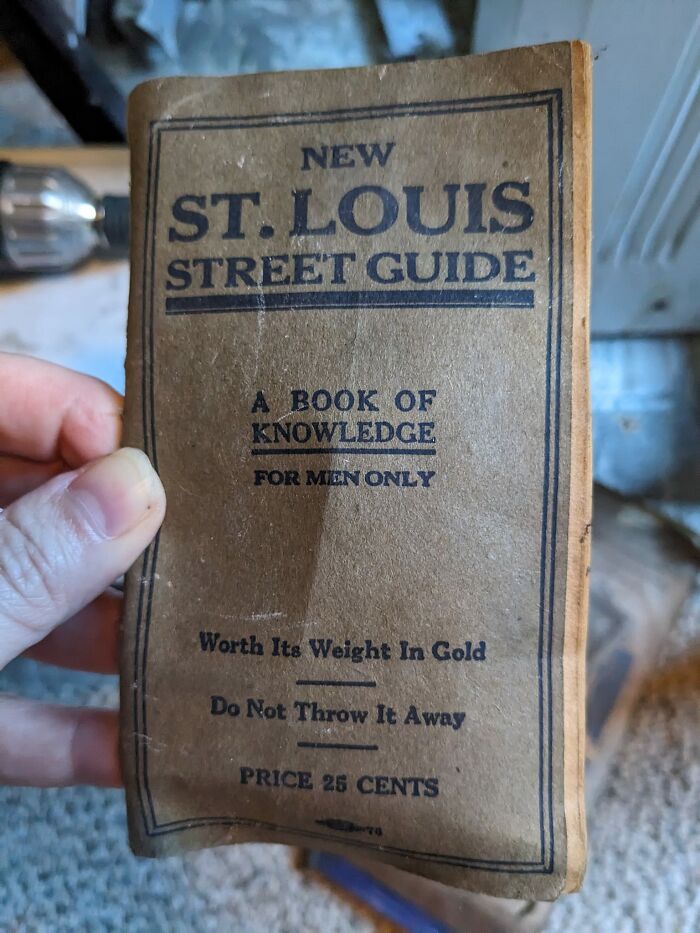 NEW
ST. LOUIS
STREET GUIDE
A BOOK OF
KNOWLEDGE
FOR MEN ONLY
Worth Its Weight In Gold
Do Not Throw It Away
PRICE 25 CENTS